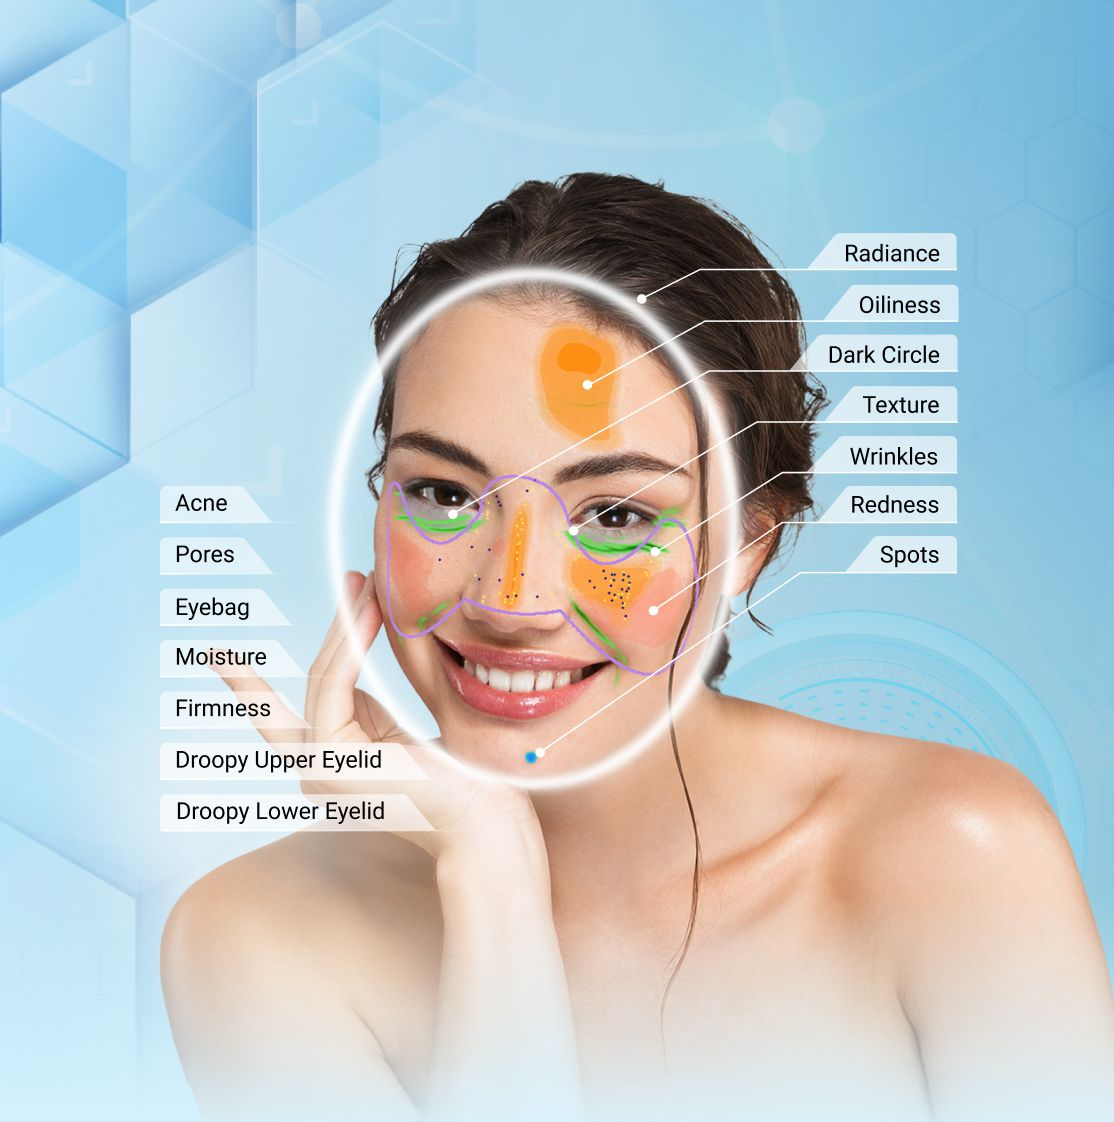 Radiance
Oiliness
Dark Circle
Texture
Wrinkles
Redness
Spots
Acne
Pores
Eyebag
Moisture
Firmness
Droopy Upper Eyelid
Droopy Lower Eyelid